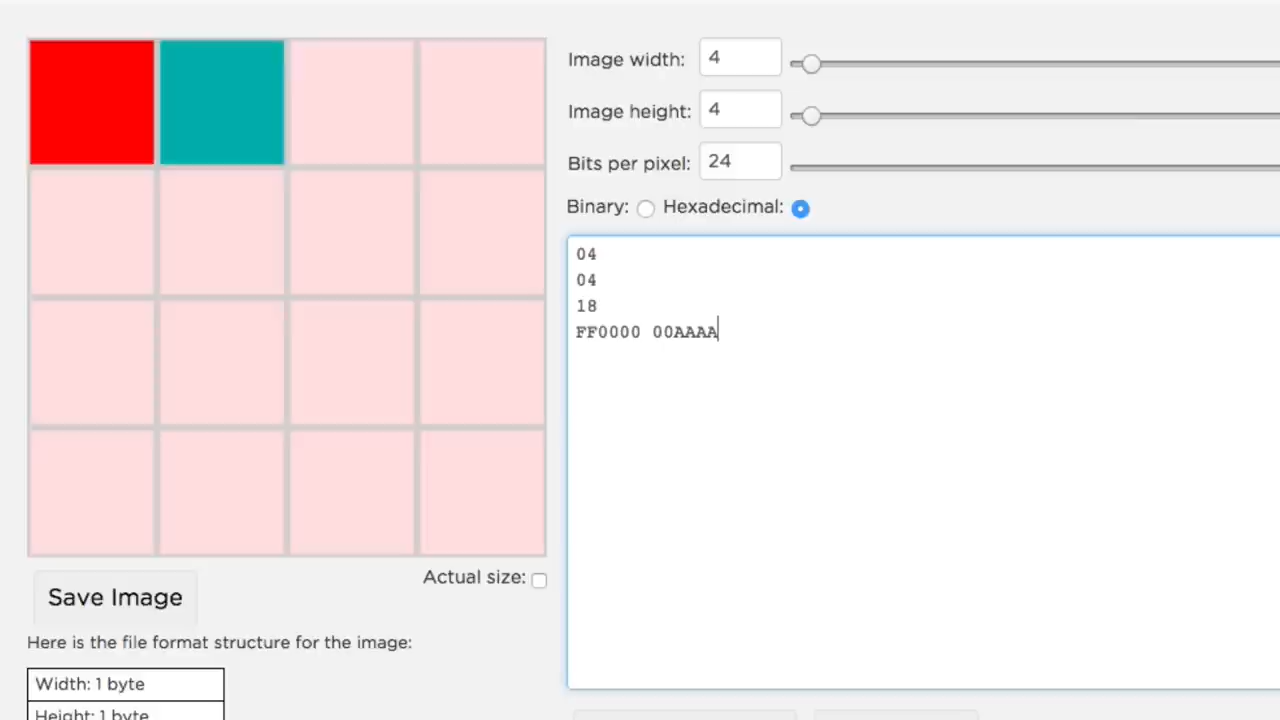 Image width: 4
Image height: 4
Bits per pixel: 24
Binary: Hexadecimal:
04
04
18
FF0000 00AAAA
Actual size:
Save Image
Here is the file format structure for the image:
Width: 1 byte
Height: 1 byte